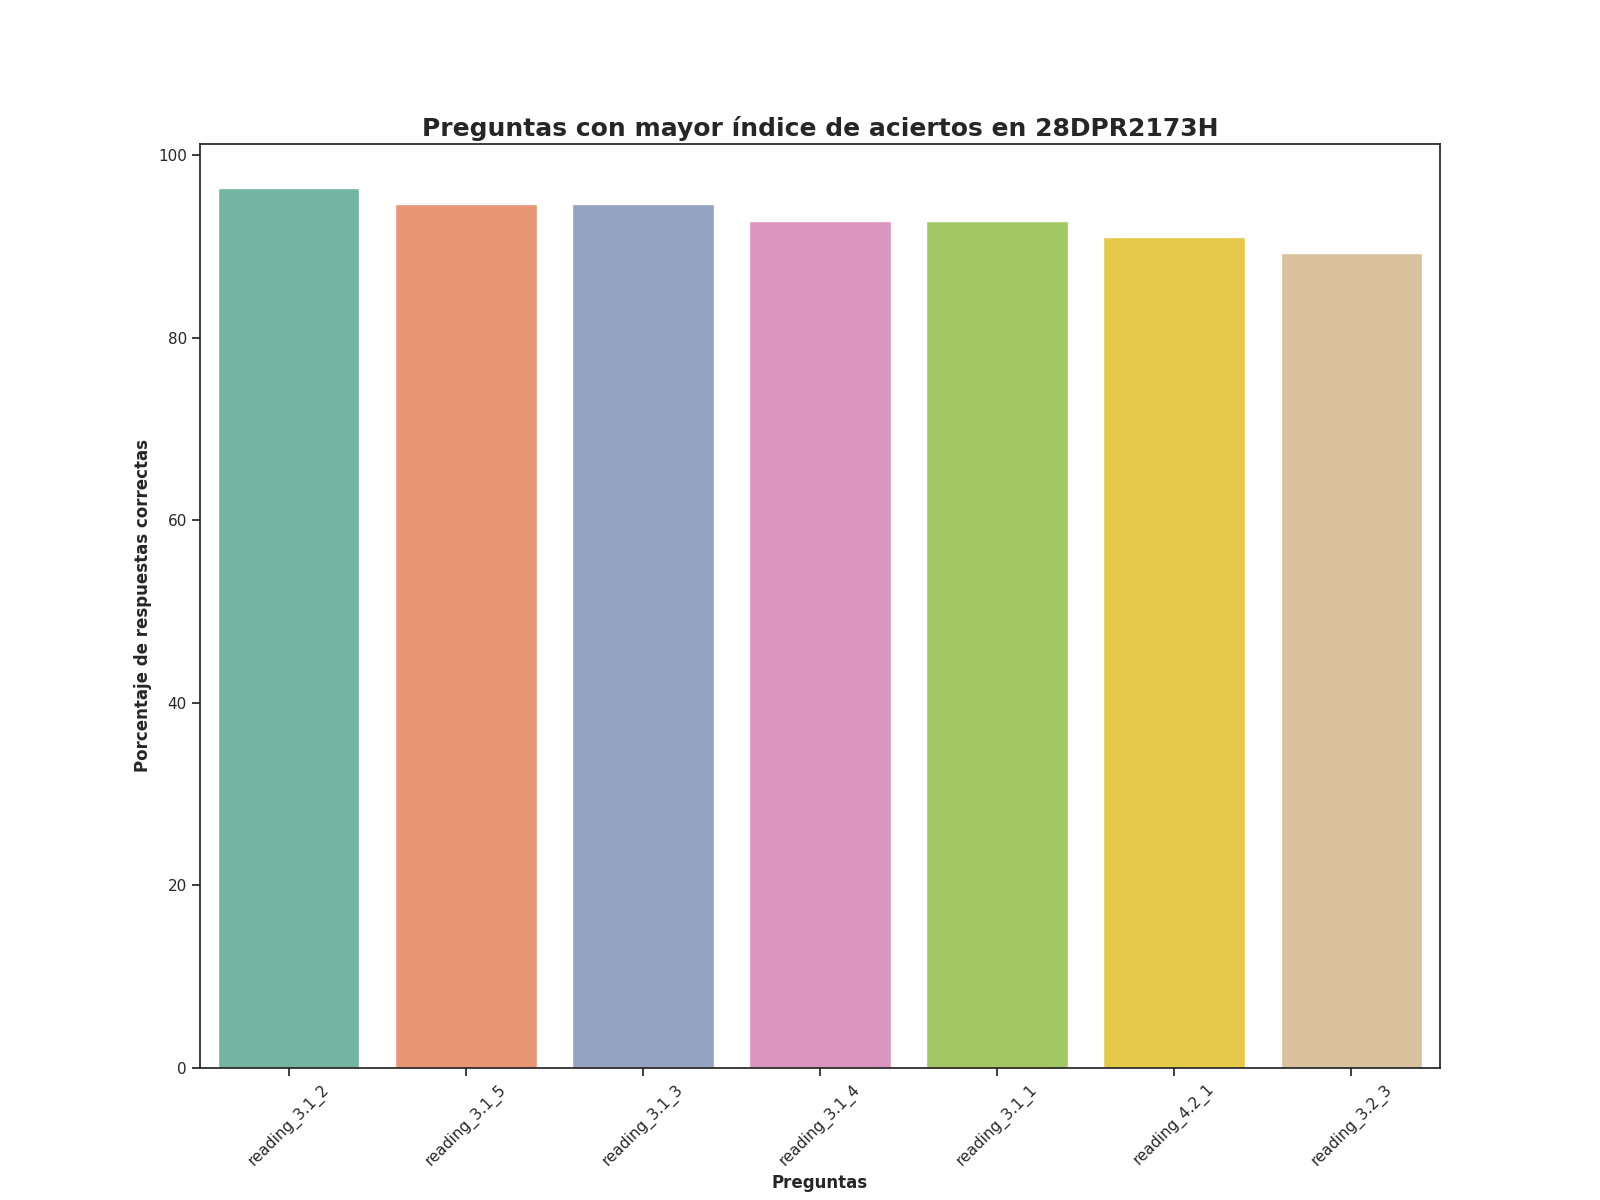 Preguntas con mayor índice de aciertos en 28DPR2173H
Porcentaje de respuestas correctas
100
80
60
40
20
0
reading_3.1_2
reading_3.1_5
reading_3.1_3
reading_3.1_4
reading_3.1_1
reading_4.2_1
reading_3.2_3
Preguntas